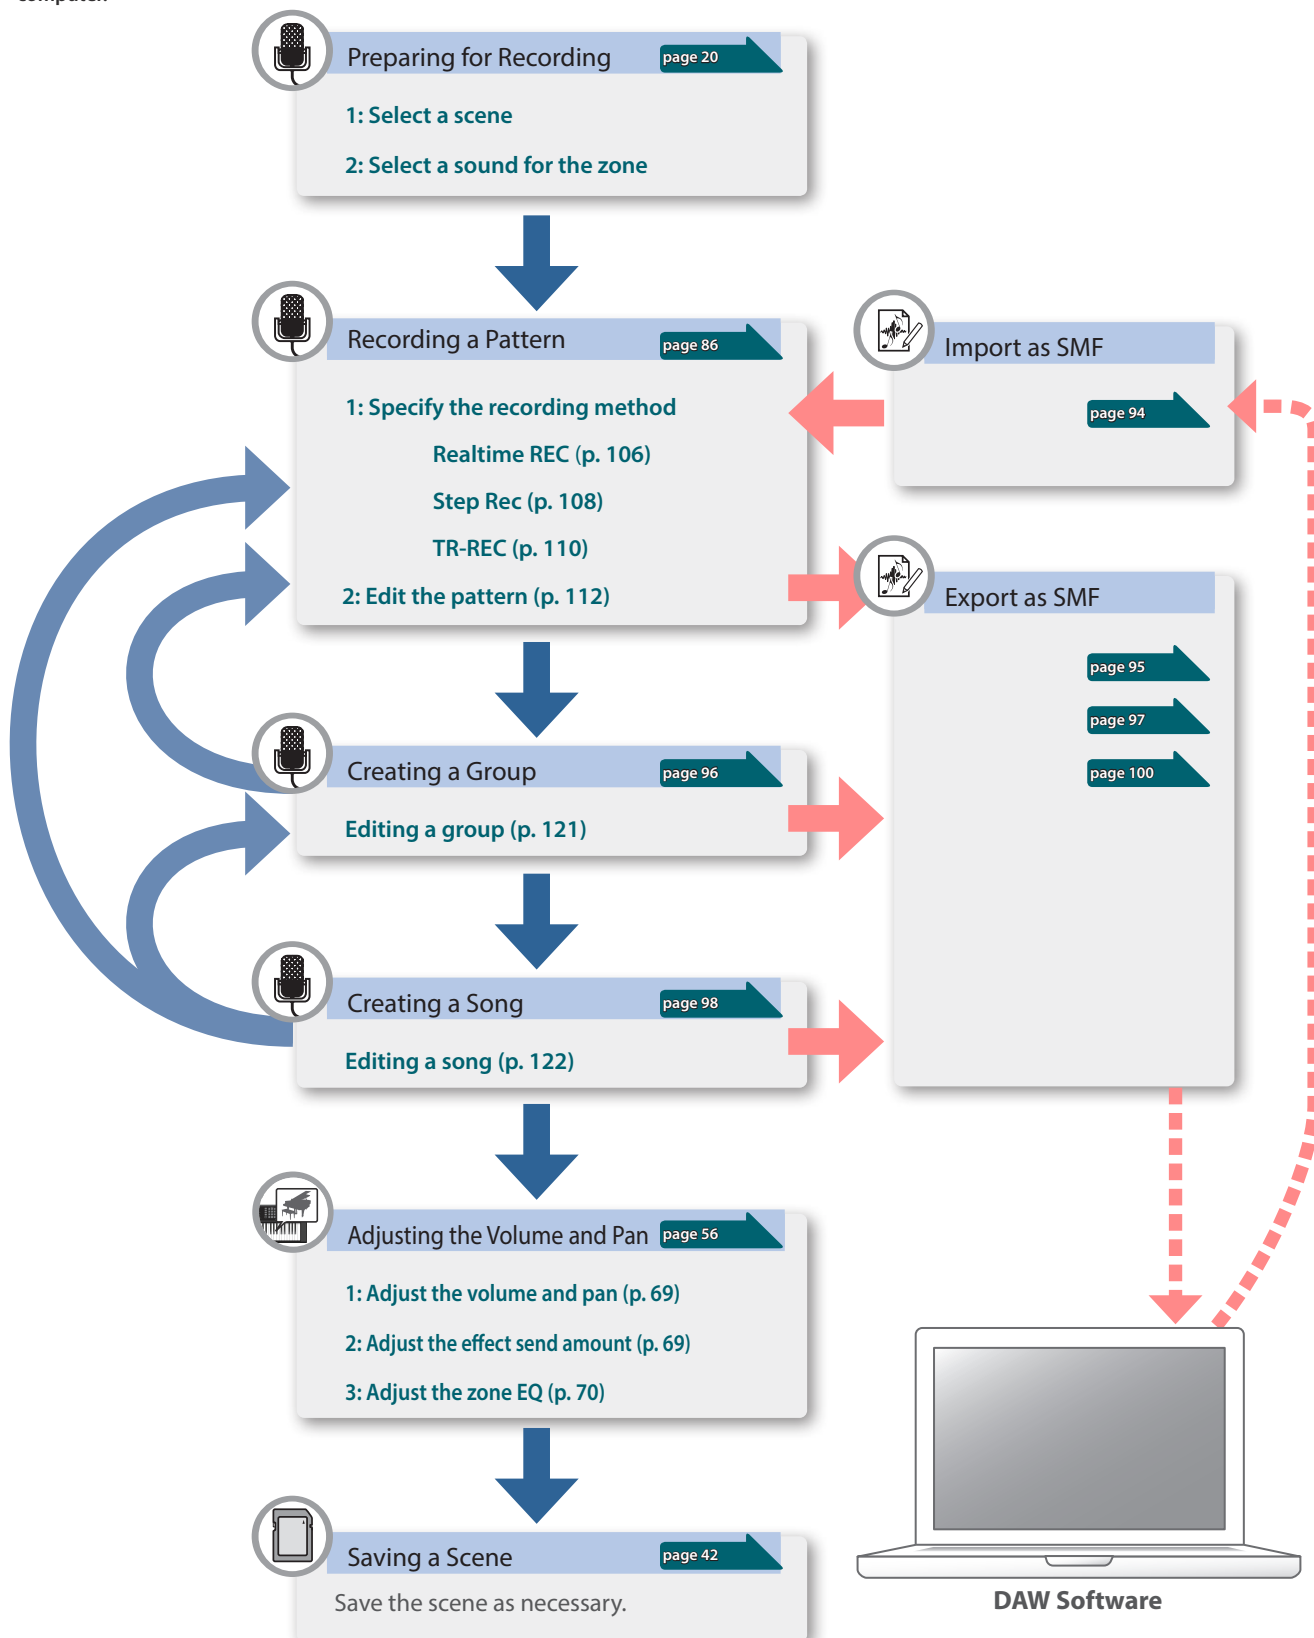 Preparing for Recording page 20
1: Select a scene
2: Select a sound for the zone
Recording a Pattern page 86
1: Specify the recording method
Realtime REC (p. 106)
Step Rec (p. 108)
TR-REC (p. 110)
2: Edit the pattern (p. 112)
Import as SMF
page 94
Export as SMF
page 95
page 97
page 100
Creating a Group page 96
Editing a group (p. 121)
Creating a Song page 98
Editing a song (p. 122)
Adjusting the Volume and Pan page 56
1: Adjust the volume and pan (p. 69)
2: Adjust the effect send amount (p. 69)
3: Adjust the zone EQ (p. 70)
Saving a Scene page 42
Save the scene as necessary.
DAW Software